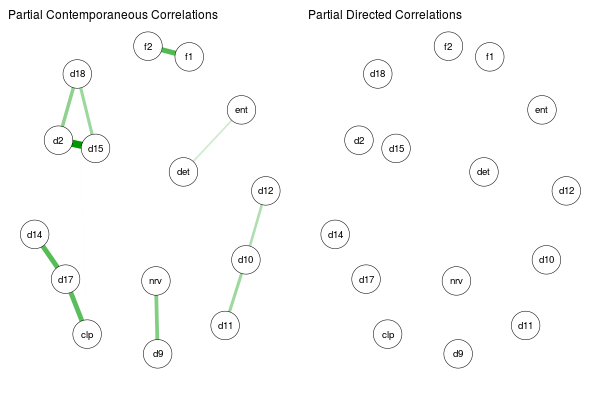 Partial Contemporaneous Correlations
f2
f1
d18
ent
d2
d15
det
d12
d14
d10
d17
nrv
d11
clp
d9
Partial Directed Correlations
f2
f1
d18
ent
d2
d15
det
d12
d14
d10
d17
nrv
d11
clp
d9